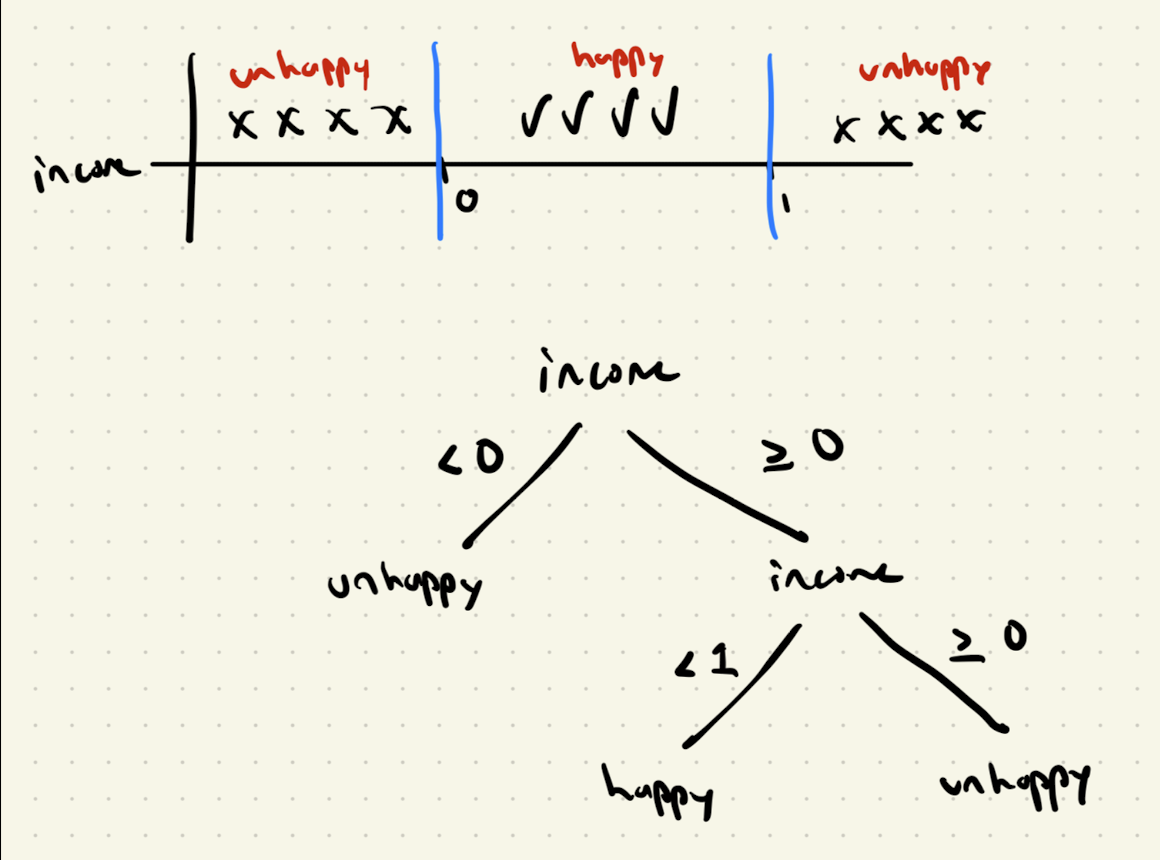 unhappy happy unhappy
x x x x ✓ ✓ ✓ ✓ x x x x
income
0 1
income
< 0 ≥ 0
unhappy income
< 1 ≥ 0
happy unhappy